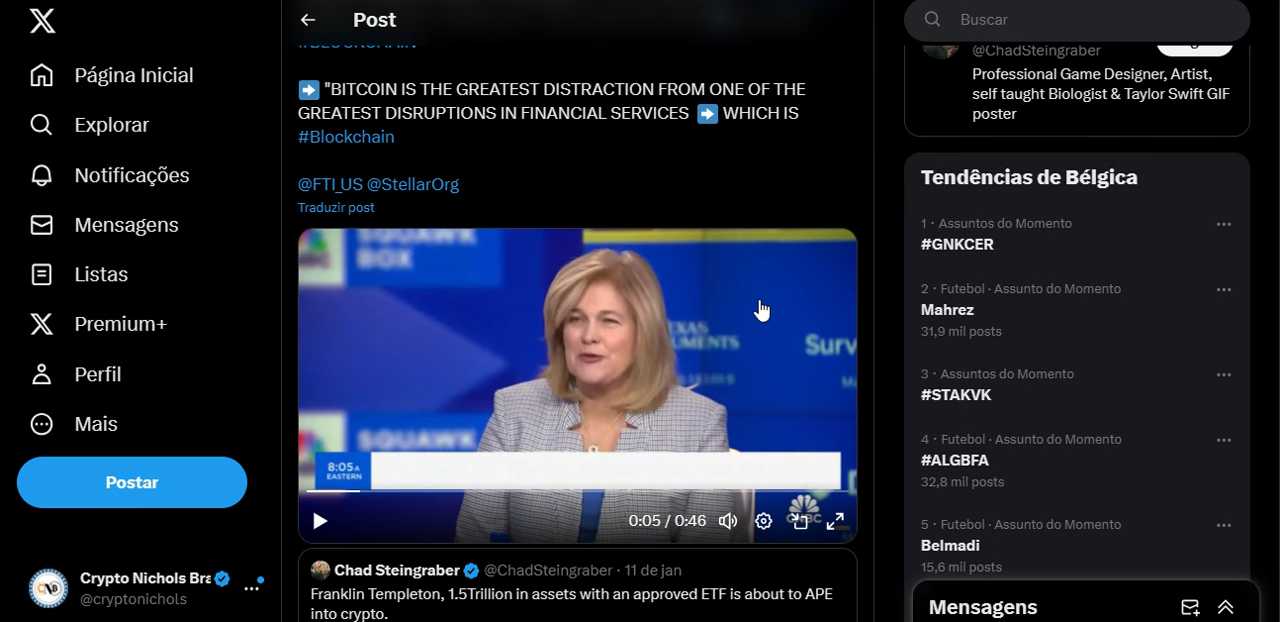 Post
Buscar
Página Inicial
Explorar
Notificações
Mensagens
Listas
Premium+
Perfil
Mais
Postar
Crypto Nichols Bra
@cryptonichols
#BLOCKCHAIN
➡️ "BITCOIN IS THE GREATEST DISTRACTION FROM ONE OF THE
GREATEST DISRUPTIONS IN FINANCIAL SERVICES ➡️ WHICH IS
#Blockchain
@FTI_US @StellarOrg
Traduzir post
SQUAWK
BOX
EXAS
UMENTS
Surv
SQUAWK
8:05A
EASTERN
0:05 / 0:46
Chad Steingraber @ChadSteingraber · 11 de jan
Franklin Templeton, 1.5Trillion in assets with an approved ETF is about to APE
into crypto.
@ChadSteingraber
Professional Game Designer, Artist,
self taught Biologist & Taylor Swift GIF
poster
Tendências de Bélgica
1 · Assuntos do Momento
#GNKCER
2 · Futebol · Assunto do Momento
Mahrez
31,9 mil posts
3 · Assuntos do Momento
#STAKVK
4 · Futebol · Assunto do Momento
#ALGBFA
32,8 mil posts
5 · Futebol · Assunto do Momento
Belmadi
15,6 mil posts
Mensagens